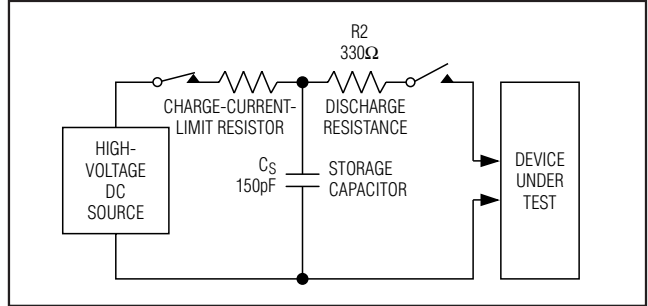 R2
330Ω
CHARGE-CURRENT-
LIMIT RESISTOR
DISCHARGE
RESISTANCE
HIGH-
VOLTAGE
DC
SOURCE
CS
150pF
STORAGE
CAPACITOR
DEVICE
UNDER
TEST